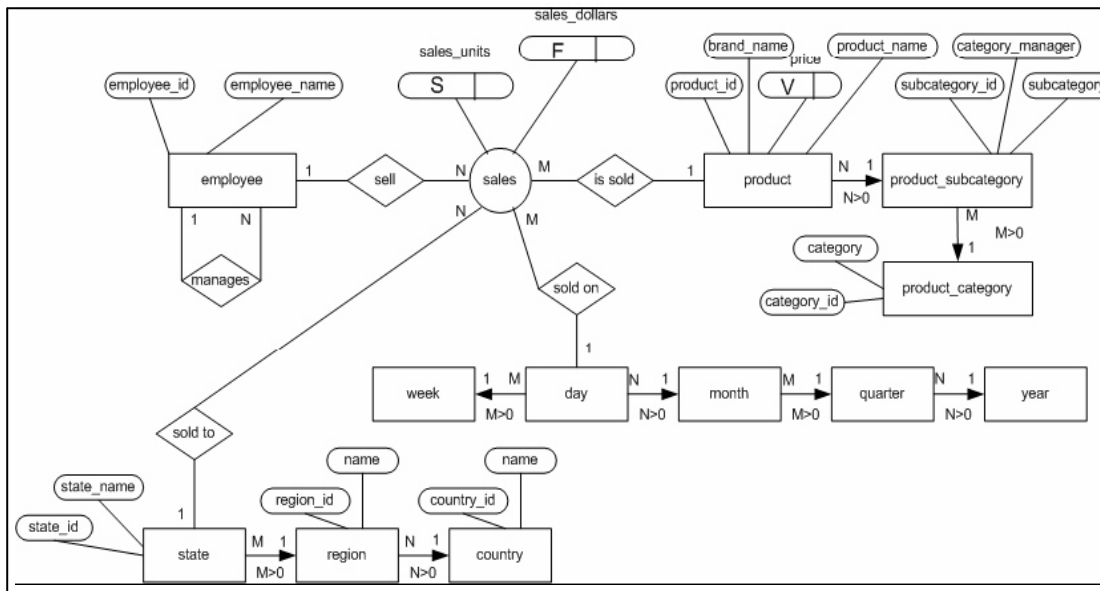 sales_dollars
F
sales_units
S
employee_id
employee_name
brand_name
product_name
category_manager
price
V
product_id
subcategory_id
subcategory
employee
1
sell
N
sales
M
is sold
1
product
N
1
N>0
product_subcategory
1
N
manages
N
M
M
M>0
1
category
category_id
product_category
sold on
1
week
1
M
M>0
day
N
1
N>0
month
M
1
M>0
quarter
N
1
N>0
year
sold to
1
state_name
state_id
name
region_id
name
country_id
state
M
1
M>0
region
N
1
N>0
country